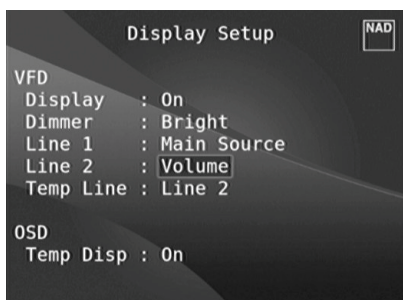 Display Setup
NAD
VFD
Display : On
Dimmer : Bright
Line 1 : Main Source
Line 2 : Volume
Temp Line : Line 2
OSD
Temp Disp : On